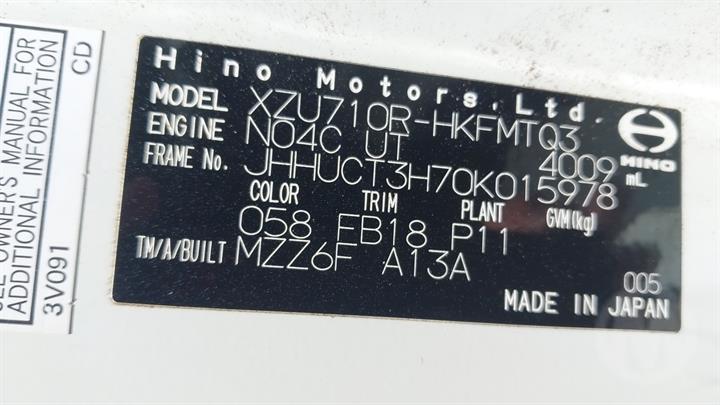 Hino Motors,Ltd.
MODEL XZU710R-HKFMTQ3
ENGINE N04C UT 4009 mL
HINO
FRAME No. JHHUCT3H70K015978
COLOR TRIM PLANT GVM(kg)
058 FB18 P11
TM/A/BUILT MZZ6F A13A
005
MADE IN JAPAN
SEE OWNER'S MANUAL FOR
ADDITIONAL INFORMATION
3V091 CD